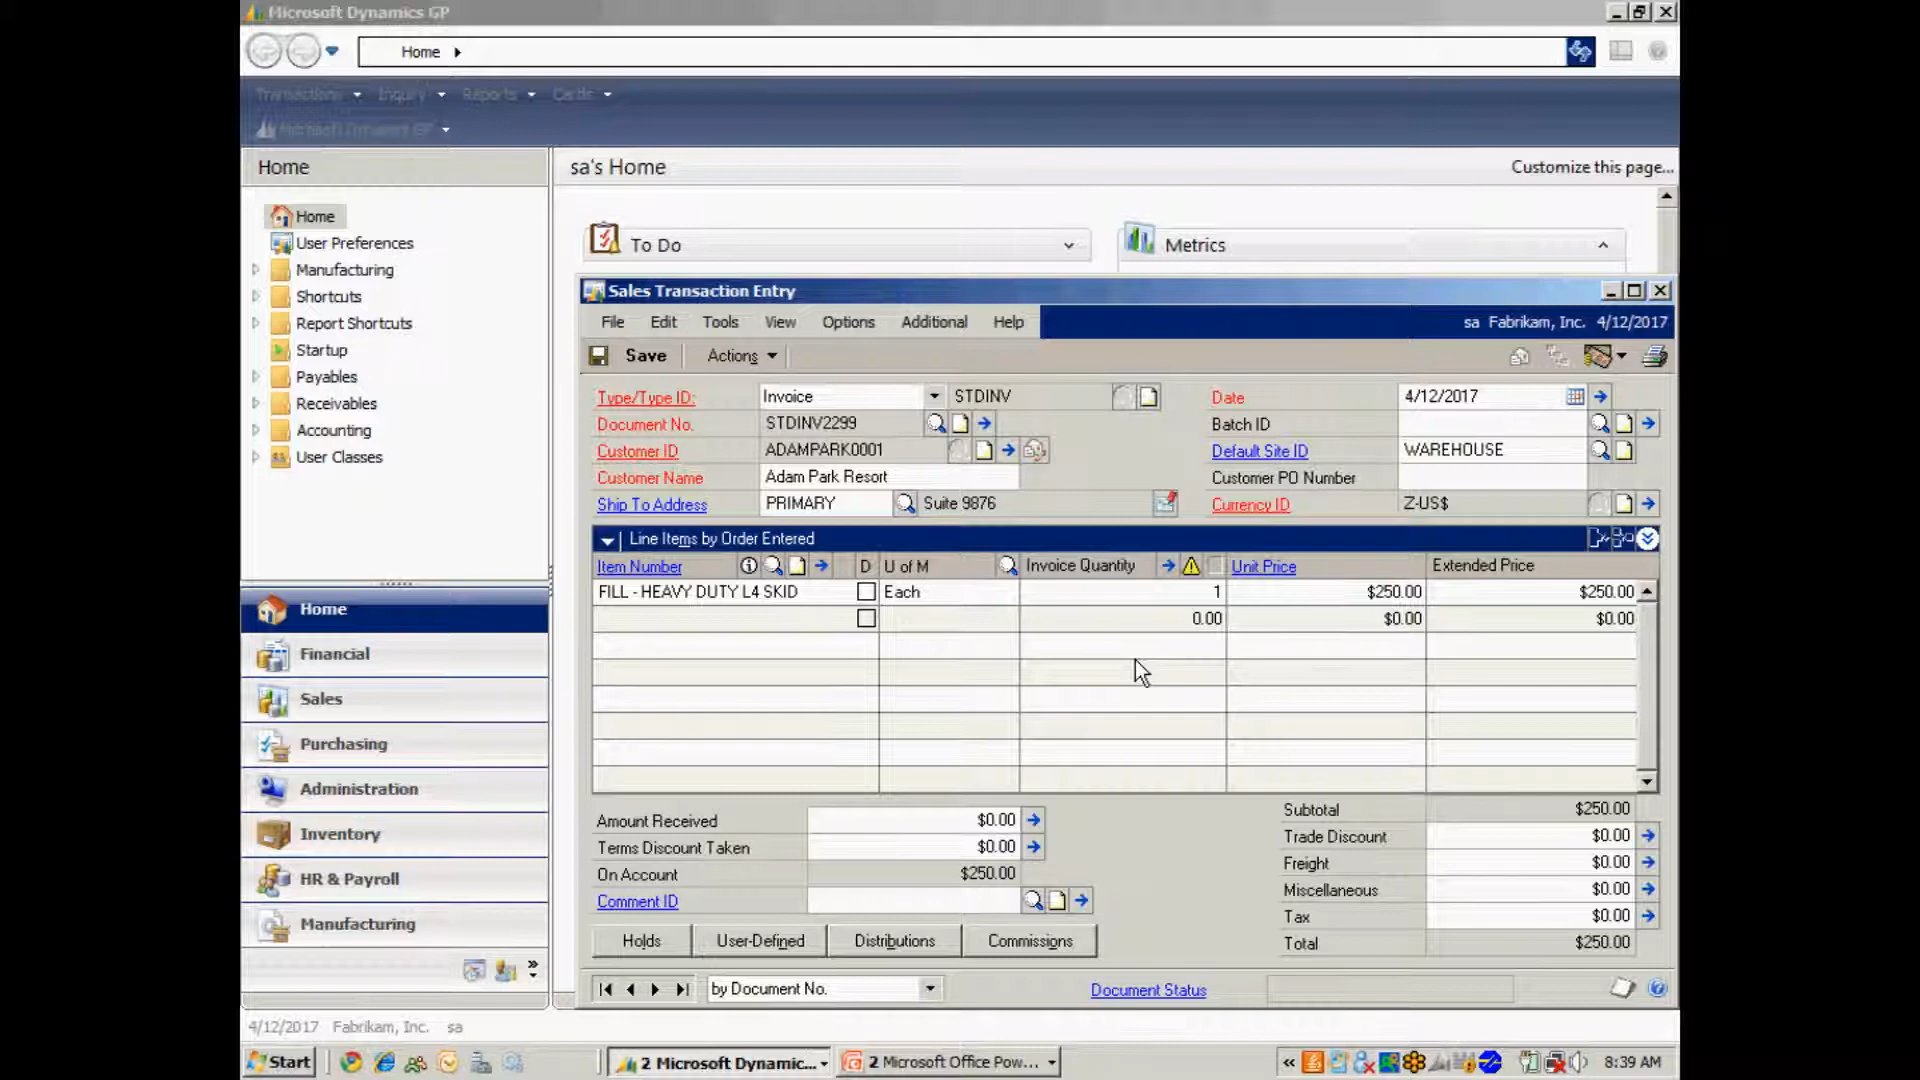 Microsoft Dynamics GP
Home
Transactions Inquiry Reports Cards
Microsoft Dynamics GP
Home
sa's Home
Customize this page...
Home
User Preferences
Manufacturing
Shortcuts
Report Shortcuts
Startup
Payables
Receivables
Accounting
User Classes
To Do
Metrics
Sales Transaction Entry
File Edit Tools View Options Additional Help
sa Fabrikam, Inc. 4/12/2017
Save Actions
Type/Type ID: Invoice STDINV Date 4/12/2017
Document No. STDINV2299 Batch ID
Customer ID ADAMPARK0001 Default Site ID WAREHOUSE
Customer Name Adam Park Resort Customer PO Number
Ship To Address PRIMARY Suite 9876 Currency ID Z-US$
Line Items by Order Entered
Item Number D U of M Invoice Quantity Unit Price Extended Price
FILL - HEAVY DUTY L4 SKID Each 1 $250.00 $250.00
0.00 $0.00 $0.00
Amount Received $0.00
Terms Discount Taken $0.00
On Account $250.00
Comment ID
Subtotal $250.00
Trade Discount $0.00
Freight $0.00
Miscellaneous $0.00
Tax $0.00
Total $250.00
Holds User-Defined Distributions Commissions
by Document No. Document Status
Home
Financial
Sales
Purchasing
Administration
Inventory
HR & Payroll
Manufacturing
4/12/2017 Fabrikam, Inc. sa
Start 2 Microsoft Dynamic... 2 Microsoft Office Pow... 8:39 AM